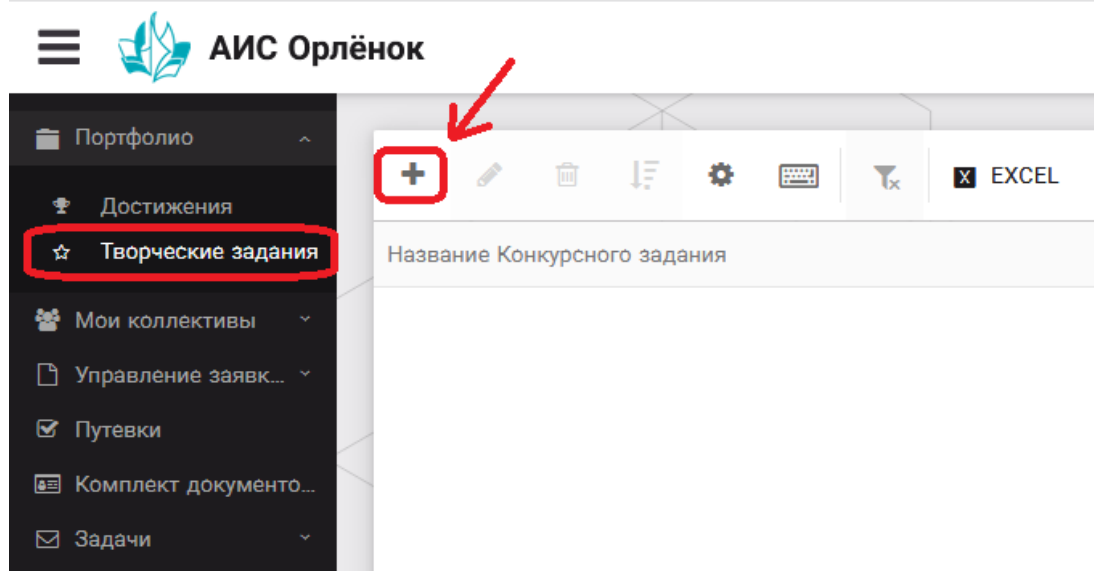 АИС Орлёнок
Портфолио
Достижения
Творческие задания
Мои коллективы
Управление заявк...
Путевки
Комплект документо...
Задачи
X EXCEL
Название Конкурсного задания